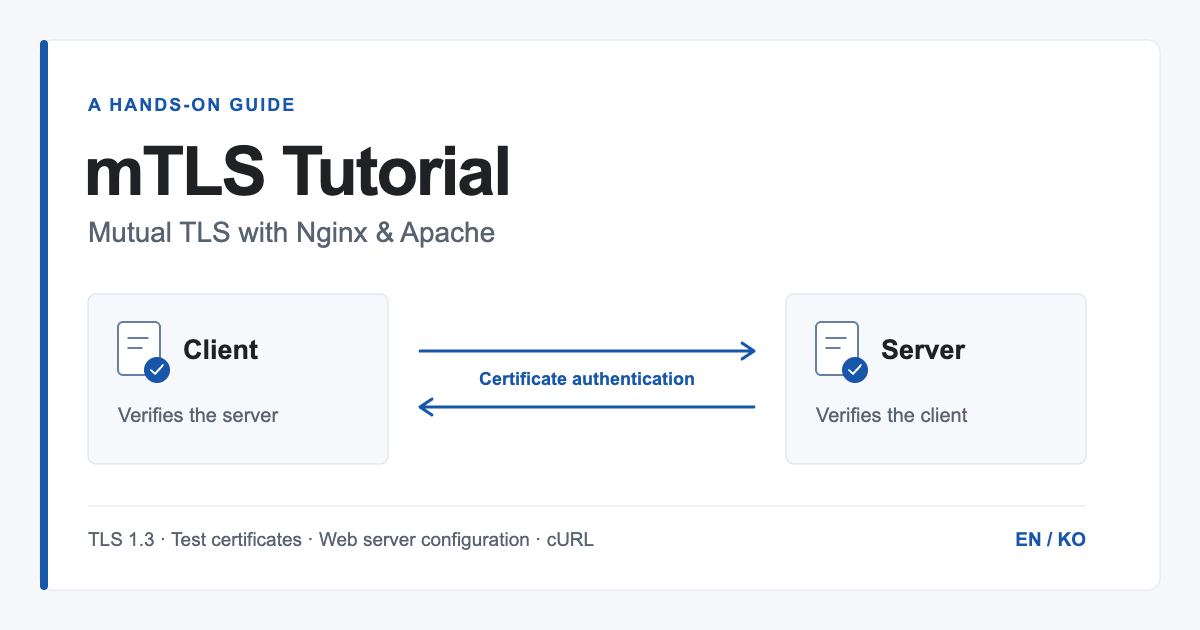 A HANDS-ON GUIDE
mTLS Tutorial
Mutual TLS with Nginx & Apache
Client
Verifies the server
Certificate authentication
Server
Verifies the client
TLS 1.3 · Test certificates · Web server configuration · cURL
EN / KO